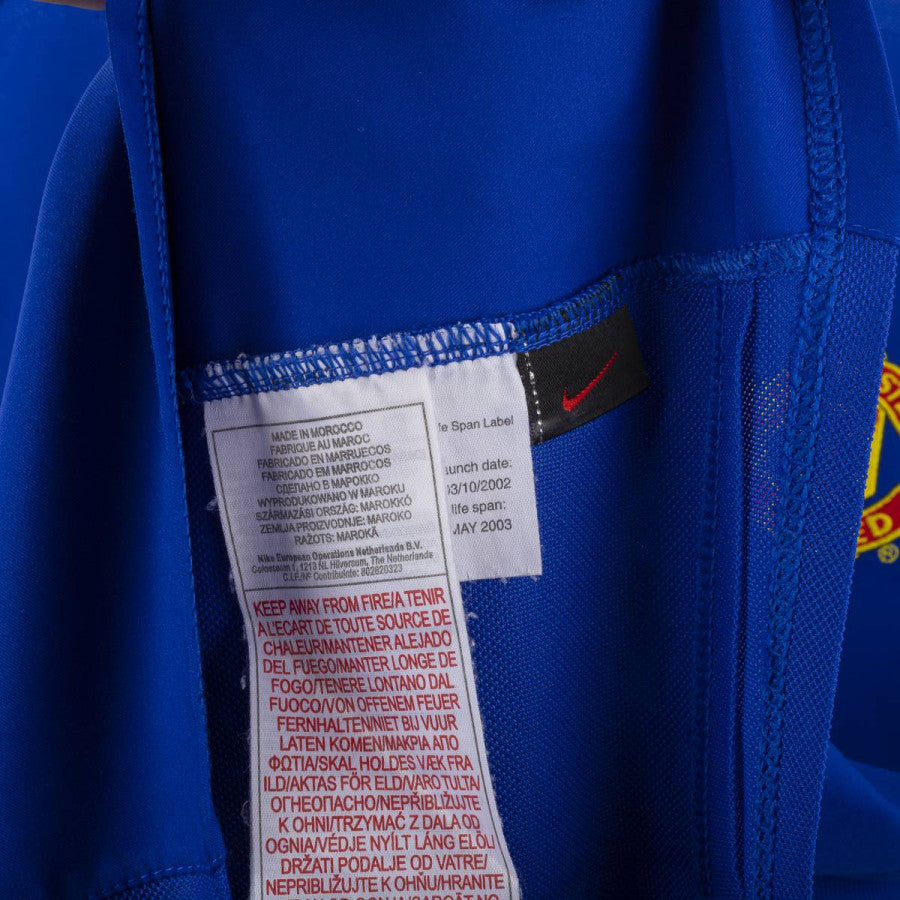 MADE IN MOROCCO
FABRIQUE AU MAROC
FABRICADO EN MARRUECOS
FABRICADO EM MARROCOS
СДЕЛАНО В МАРОККО
WYPRODUKOWANO W MAROKU
SZÁRMAZÁSI ORSZÁG: MAROKKÓ
ZEMLJA PROIZVODNJE: MAROKO
RAŽOTS: MAROKĀ
Nike European Operations Netherlands B.V.
Colosseum 1, 1213 NL Hilversum, The Netherlands
C.I.F./Nº Contribuinte: 802820323
KEEP AWAY FROM FIRE/A TENIR
A L'ECART DE TOUTE SOURCE DE
CHALEUR/MANTENER ALEJADO
DEL FUEGO/MANTER LONGE DE
FOGO/TENERE LONTANO DAL
FUOCO/VON OFFENEM FEUER
FERNHALTEN/NIET BIJ VUUR
LATEN KOMEN/ΜΑΚΡΙΑ ΑΠΟ
ΦΩΤΙΑ/SKAL HOLDES VÆK FRA
ILD/AKTAS FÖR ELD/VARO TULTA/
ОГНЕОПАСНО/NEPŘIBLIŽUJTE
K OHNI/TRZYMAĆ Z DALA OD
OGNIA/VÉDJE NYÍLT LÁNG ELÕL/
DRŽATI PODALJE OD VATRE/
NEPRIBLIŽUJTE K OHŇU/HRANITE
fe Span Label
aunch date:
03/10/2002
life span:
MAY 2003
ED
®